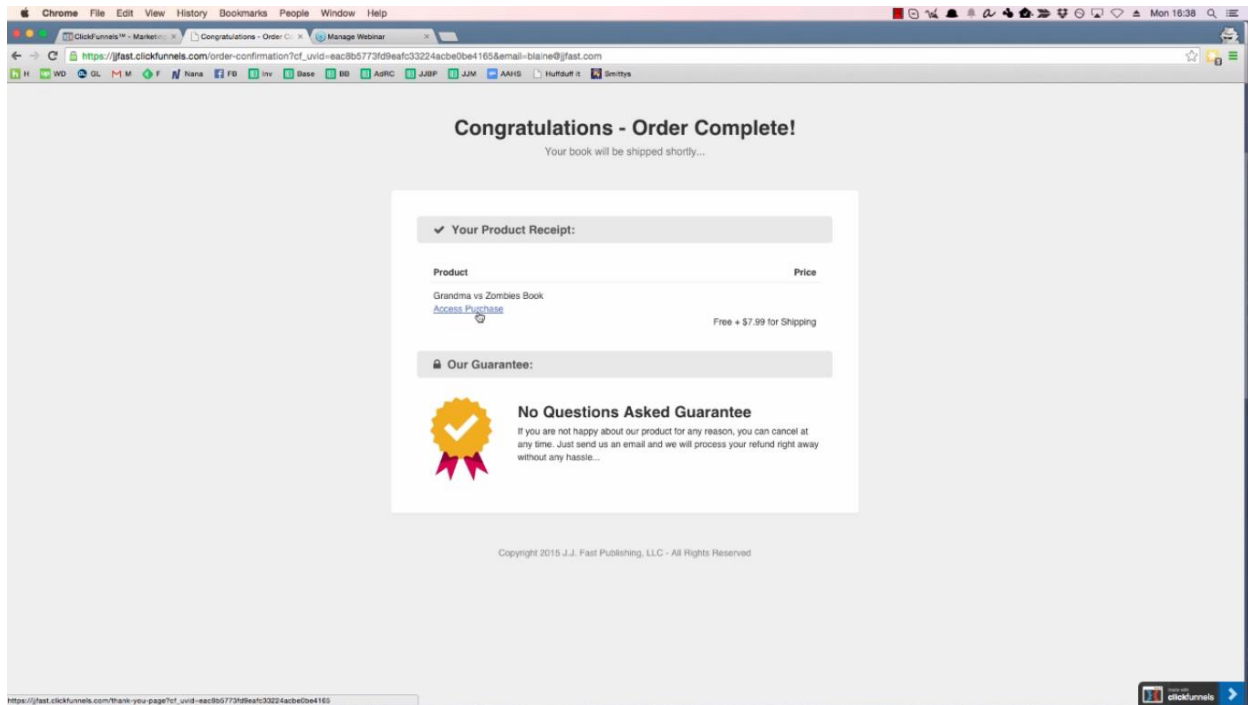 Chrome File Edit View History Bookmarks People Window Help
Mon 16:38
ClickFunnels™ - Marketing
Congratulations - Order Co
Manage Webinar
https://jjfast.clickfunnels.com/order-confirmation?cf_uvid=eac8b5773fd9eafc33224acbe0be4165&email=blaine@jjfast.com
H WD GL M M F Nana FB Inv Base BB AdRC JJBP JJM AAHS Huffduff it Smittys
Congratulations - Order Complete!
Your book will be shipped shortly...
Your Product Receipt:
Product Price
Grandma vs Zombies Book
Access Purchase
Free + $7.99 for Shipping
Our Guarantee:
No Questions Asked Guarantee
If you are not happy about our product for any reason, you can cancel at
any time. Just send us an email and we will process your refund right away
without any hassle...
Copyright 2015 J.J. Fast Publishing, LLC - All Rights Reserved
made with
clickfunnels
https://jjfast.clickfunnels.com/thank-you-page?cf_uvid=eac8b5773fd9eafc33224acbe0be4165